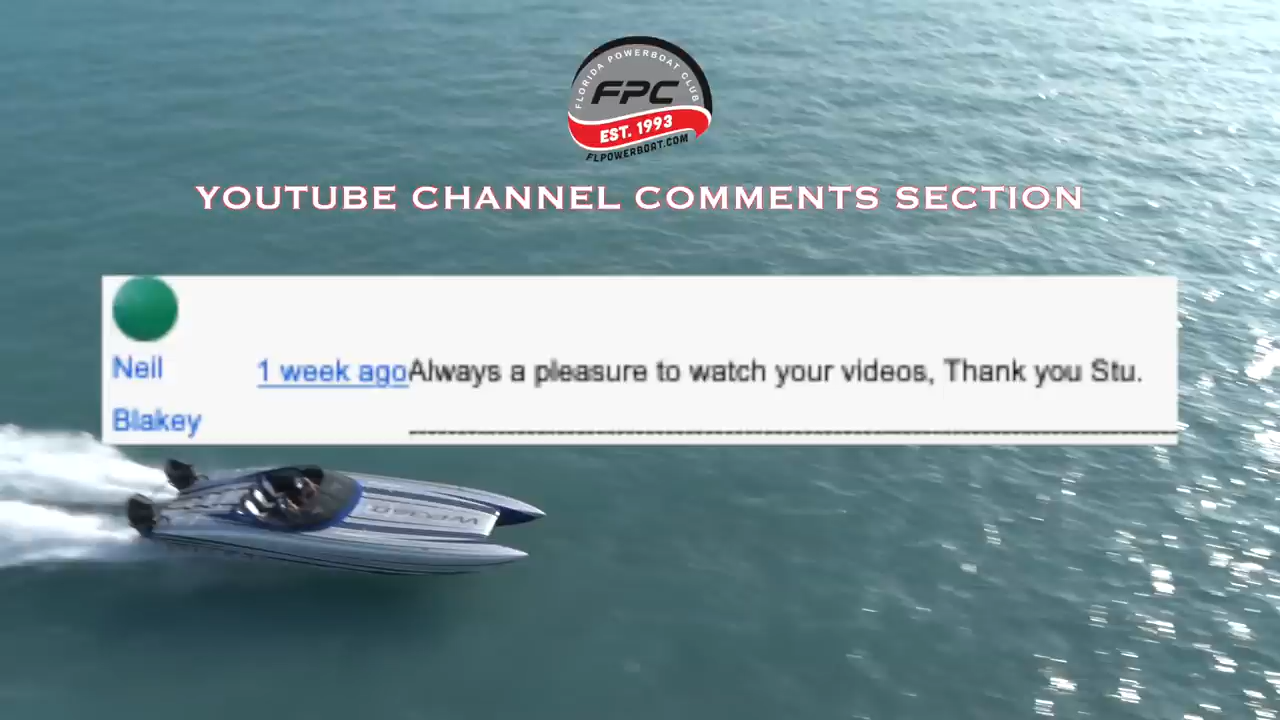 FLORIDA POWERBOAT CLUB
FPC
EST. 1993
FLPOWERBOAT.COM
YOUTUBE CHANNEL COMMENTS SECTION
Neil 1 week ago Always a pleasure to watch your videos, Thank you Stu.
Blakey